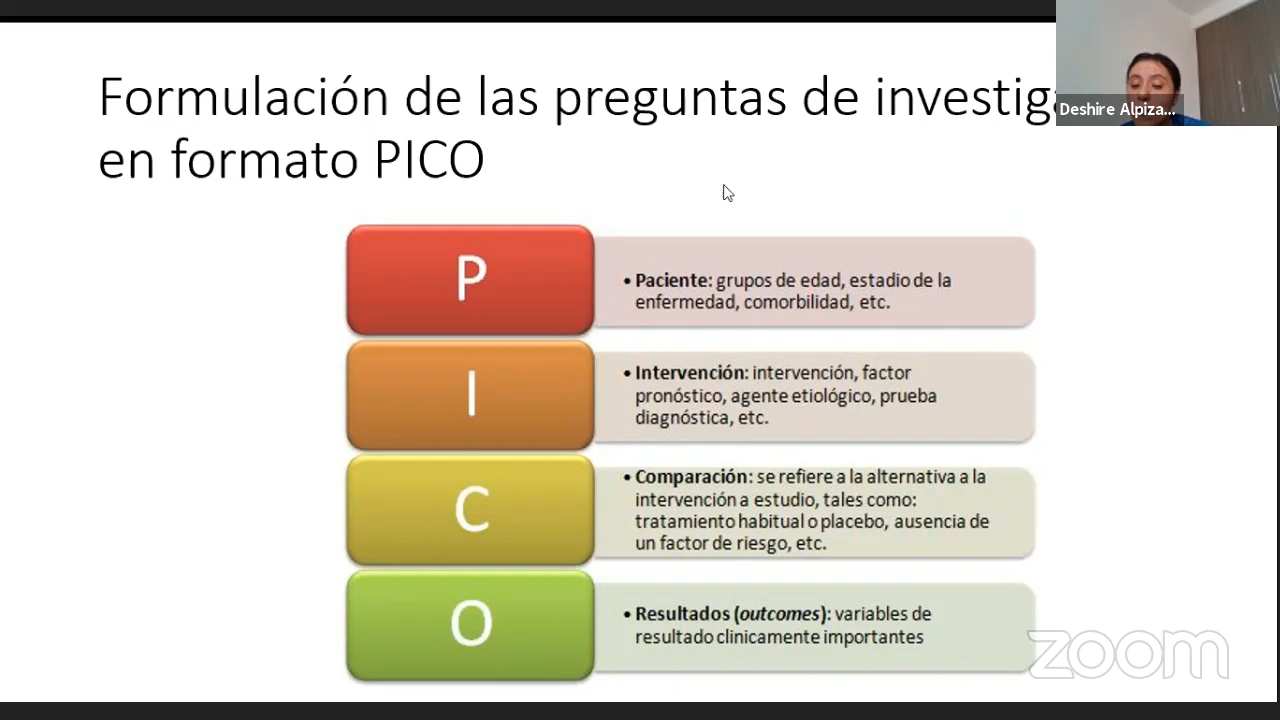 Formulación de las preguntas de investig
en formato PICO
Deshire Alpiza...
P
• Paciente: grupos de edad, estadio de la
enfermedad, comorbilidad, etc.
I
• Intervención: intervención, factor
pronóstico, agente etiológico, prueba
diagnóstica, etc.
C
• Comparación: se refiere a la alternativa a la
intervención a estudio, tales como:
tratamiento habitual o placebo, ausencia de
un factor de riesgo, etc.
O
• Resultados (outcomes): variables de
resultado clinicamente importantes
zoom